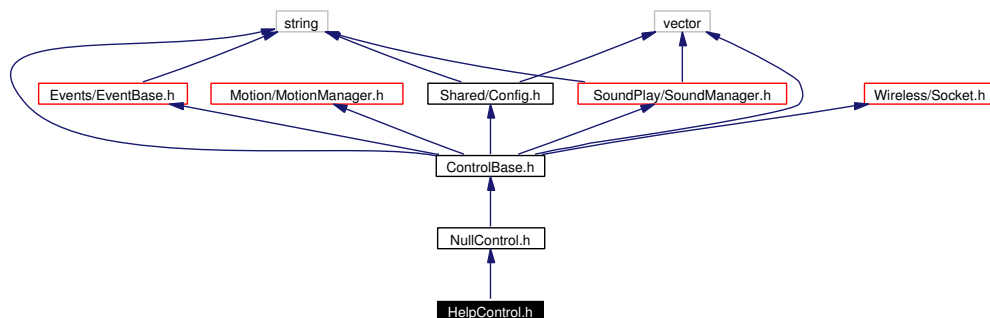 string
vector
Events/EventBase.h
Motion/MotionManager.h
Shared/Config.h
SoundPlay/SoundManager.h
Wireless/Socket.h
ControlBase.h
NullControl.h
HelpControl.h